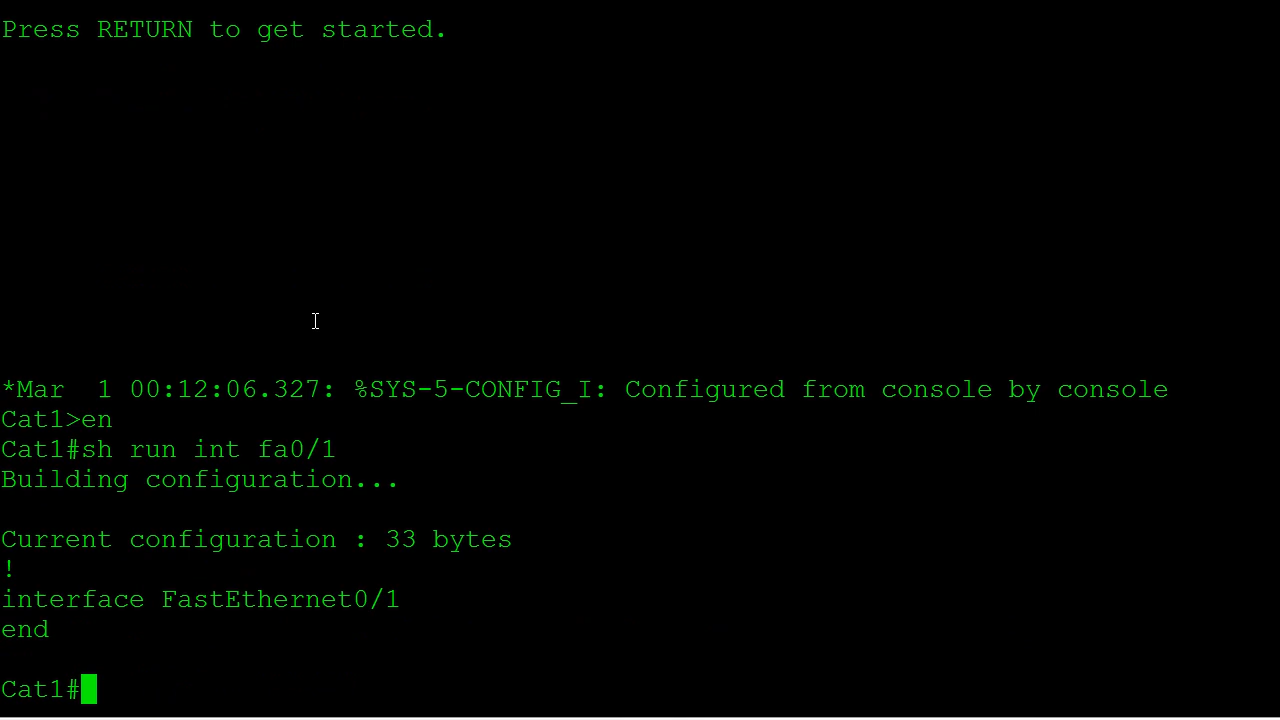 Press RETURN to get started.
*Mar  1 00:12:06.327: %SYS-5-CONFIG_I: Configured from console by console
Cat1>en
Cat1#sh run int fa0/1
Building configuration...
Current configuration : 33 bytes
!
interface FastEthernet0/1
end
Cat1#